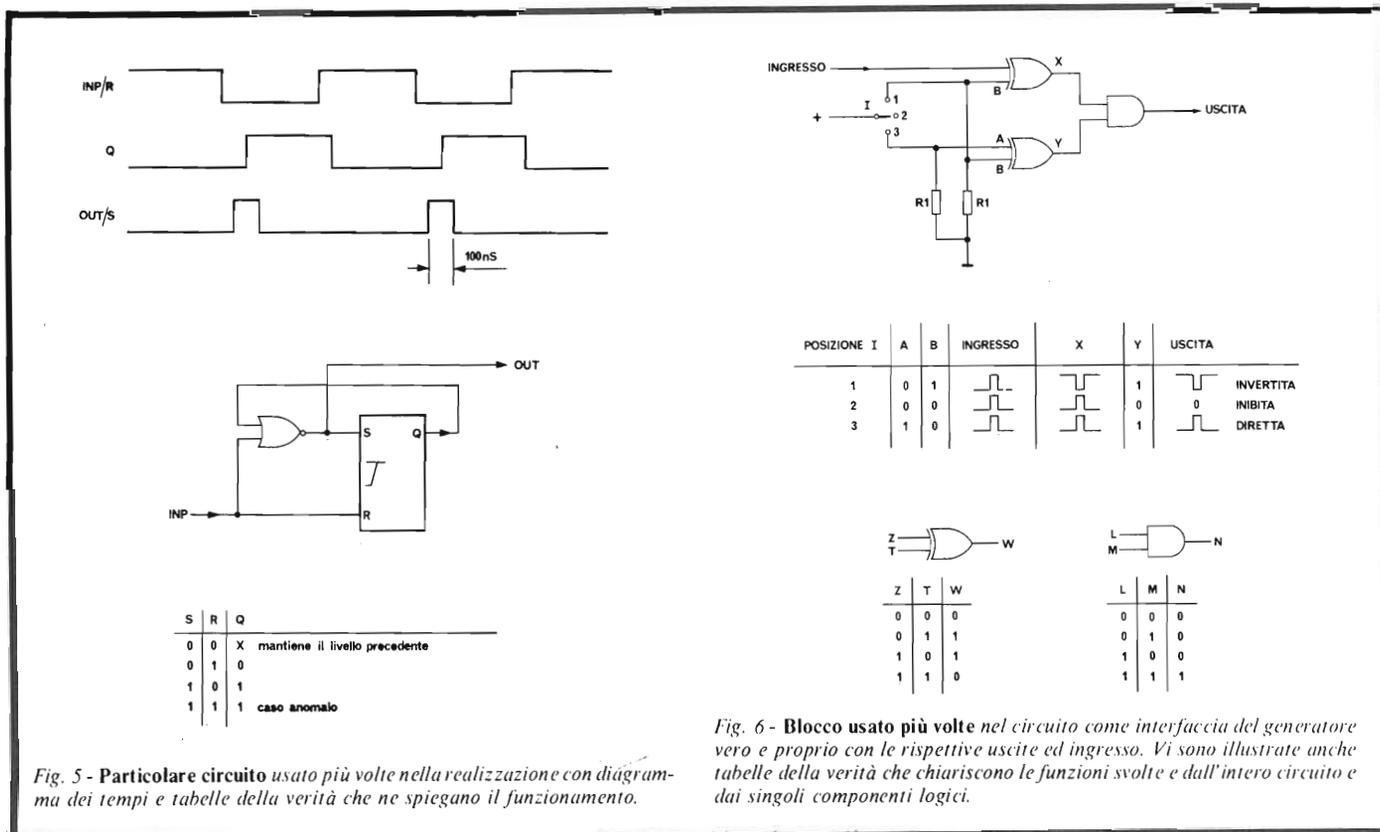 INP/R
Q
OUT/S
100nS
OUT
S Q
INP
R
S R Q
0 0 X mantiene il livello precedente
0 1 0
1 0 1
1 1 1 caso anomalo
Fig. 5 - Particolare circuito usato più volte nella realizzazione con diagram-
ma dei tempi e tabelle della verità che ne spiegano il funzionamento.
INGRESSO
X
B
I
1
+
2
3
USCITA
A
Y
B
R1
R1
POSIZIONE I A B INGRESSO X Y USCITA
1 0 1 1 INVERTITA
2 0 0 0 0 INIBITA
3 1 0 1 DIRETTA
Z
T
W
L
M
N
Z T W
0 0 0
0 1 1
1 0 1
1 1 0
L M N
0 0 0
0 1 0
1 0 0
1 1 1
Fig. 6 - Blocco usato più volte nel circuito come interfaccia del generatore
vero e proprio con le rispettive uscite ed ingresso. Vi sono illustrate anche
tabelle della verità che chiariscono le funzioni svolte e dall'intero circuito e
dai singoli componenti logici.